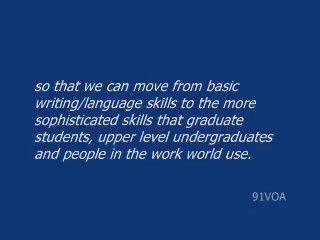 so that we can move from basic
writing/language skills to the more
sophisticated skills that graduate
students, upper level undergraduates
and people in the work world use.
91VOA